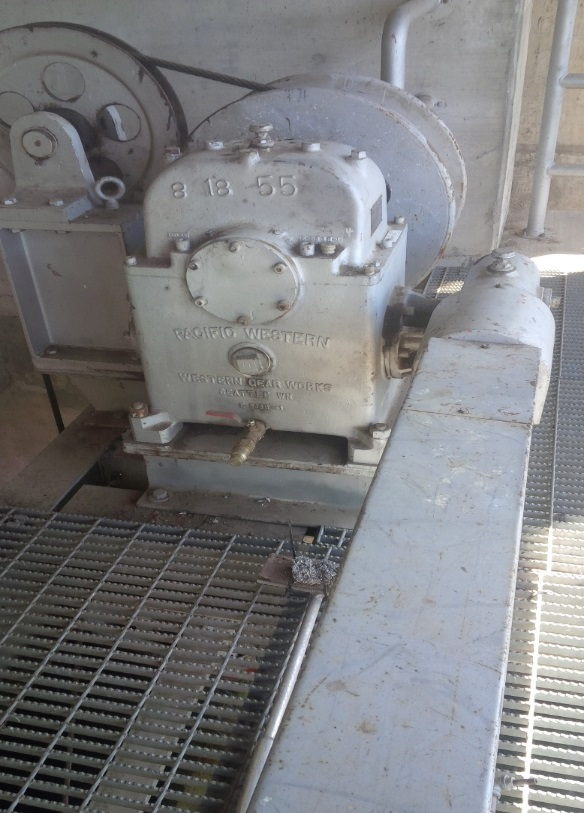 8 18 55
PACIFIC WESTERN
WESTERN GEAR WORKS
SEATTLE WN